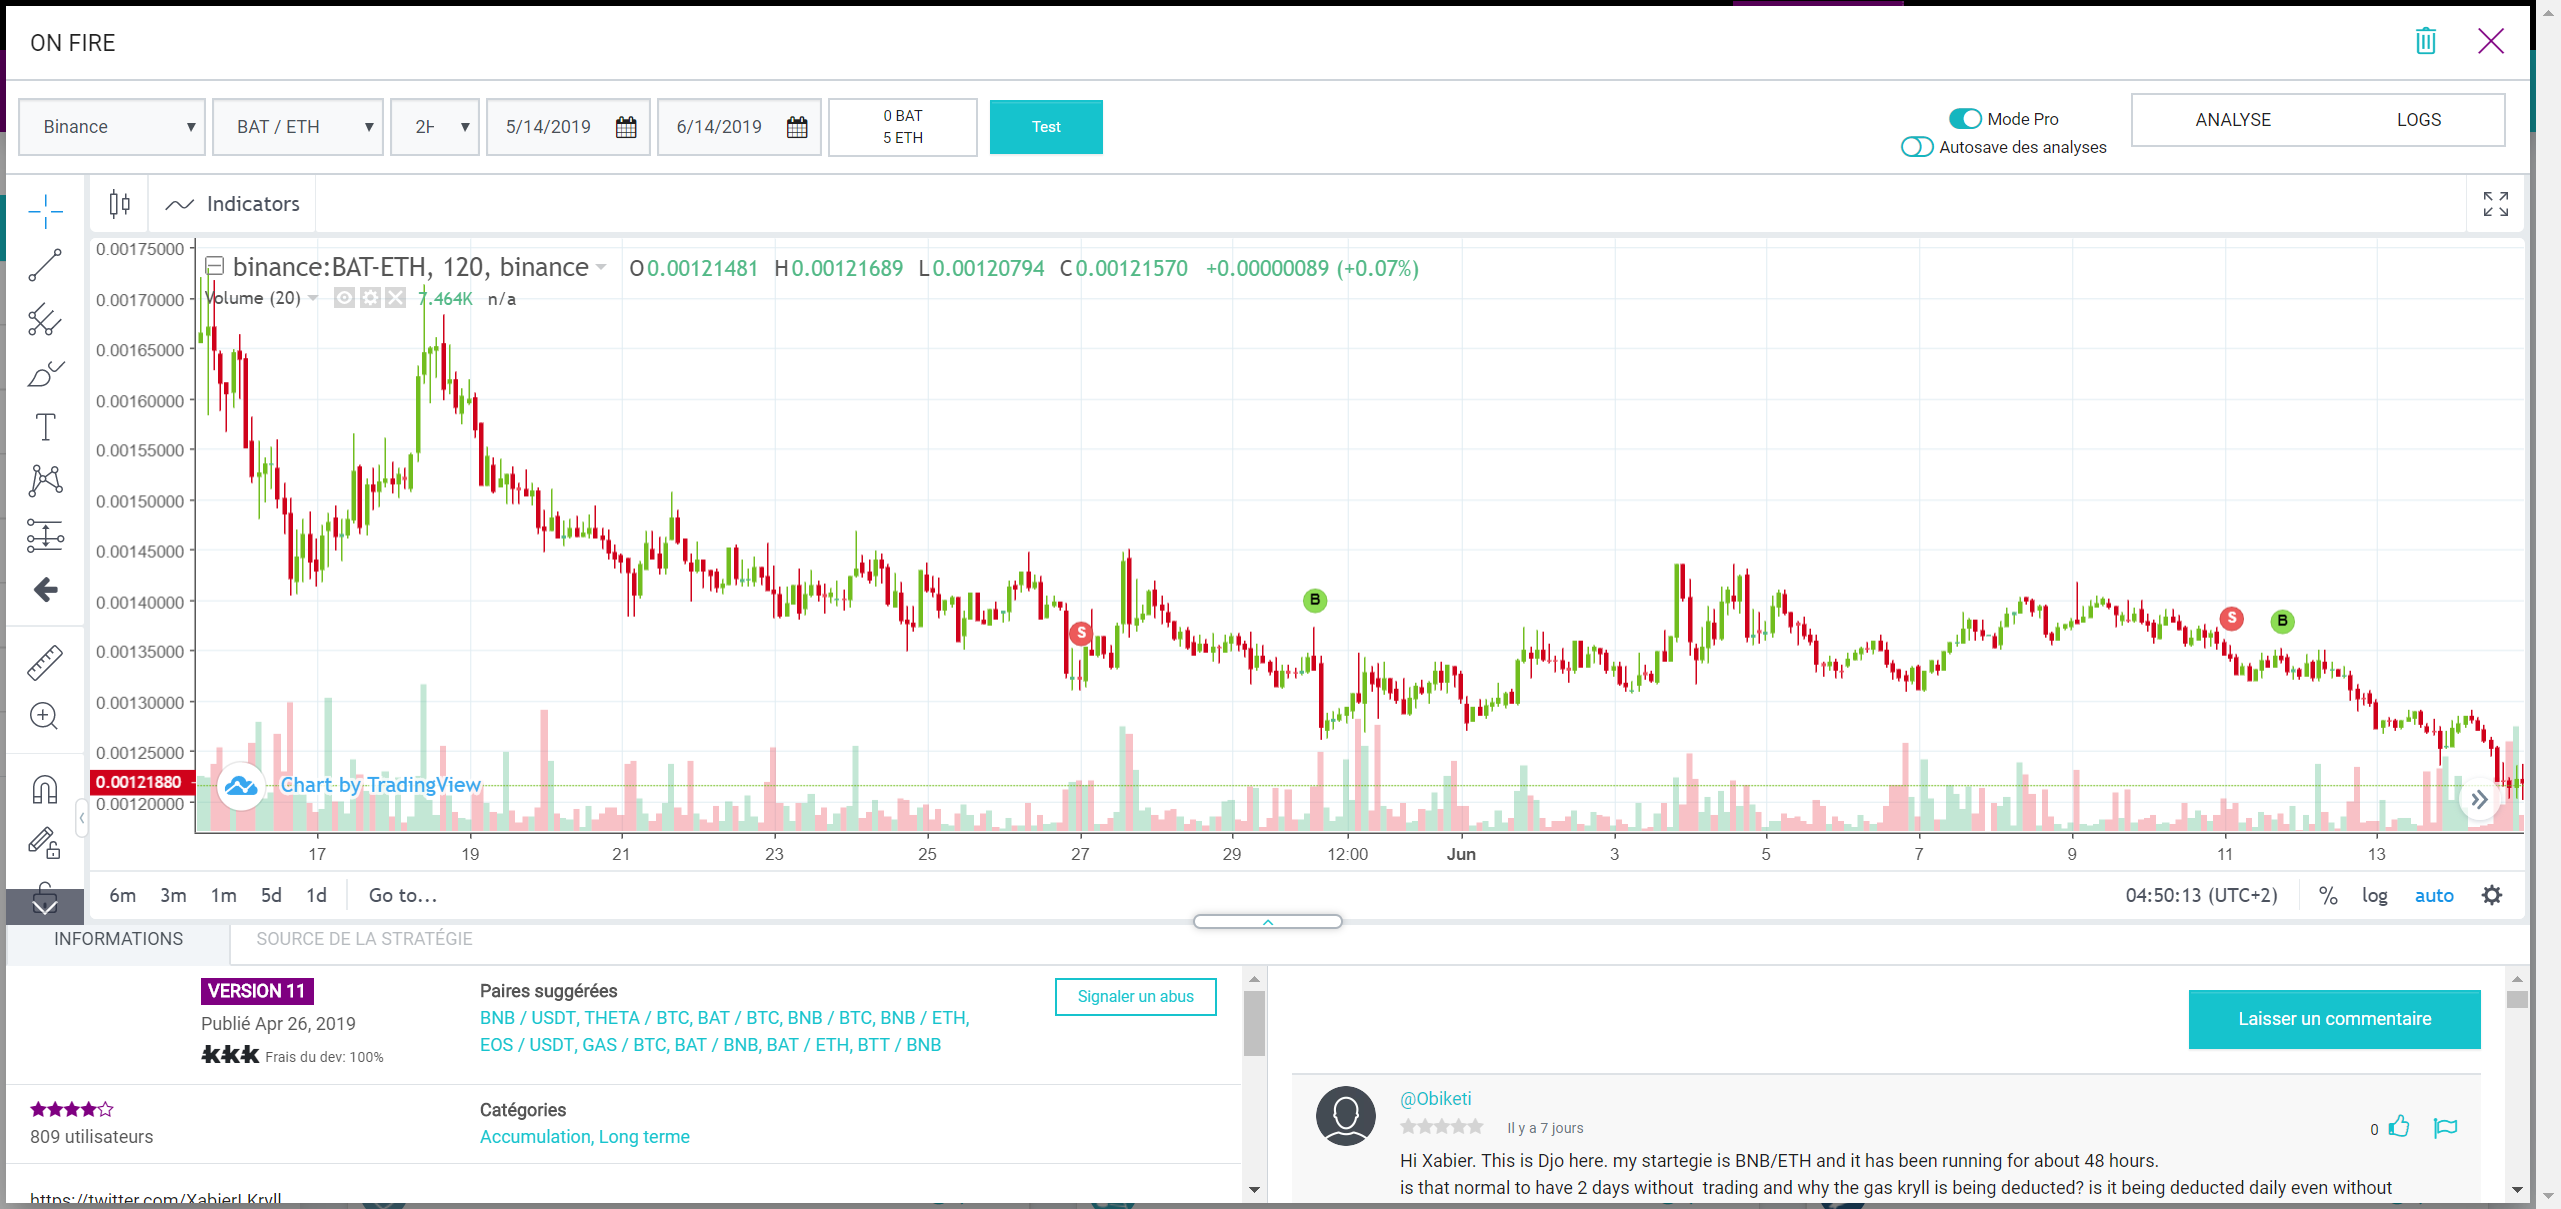 ON FIRE
Binance
BAT / ETH
2H
5/14/2019
6/14/2019
0 BAT
5 ETH
Test
Mode Pro
Autosave des analyses
ANALYSE
LOGS
Indicators
binance:BAT-ETH, 120, binance
O0.00121481 H0.00121689 L0.00120794 C0.00121570 +0.00000089 (+0.07%)
Volume (20)
7.464K n/a
0.00175000
0.00170000
0.00165000
0.00160000
0.00155000
0.00150000
0.00145000
0.00140000
0.00135000
0.00130000
0.00125000
0.00121880
0.00120000
S
B
S
B
Chart by TradingView
17 19 21 23 25 27 29 12:00 Jun 3 5 7 9 11 13
6m 3m 1m 5d 1d Go to...
04:50:13 (UTC+2) % log auto
INFORMATIONS
SOURCE DE LA STRATÉGIE
VERSION 11
Publié Apr 26, 2019
kkk Frais du dev: 100%
Paires suggérées
BNB / USDT, THETA / BTC, BAT / BTC, BNB / BTC, BNB / ETH,
EOS / USDT, GAS / BTC, BAT / BNB, BAT / ETH, BTT / BNB
Signaler un abus
809 utilisateurs
Catégories
Accumulation, Long terme
https://twitter.com/XabierLKryll
Laisser un commentaire
@Obiketi
Il y a 7 jours
0
Hi Xabier. This is Djo here. my startegie is BNB/ETH and it has been running for about 48 hours.
is that normal to have 2 days without trading and why the gas kryll is being deducted? is it being deducted daily even without